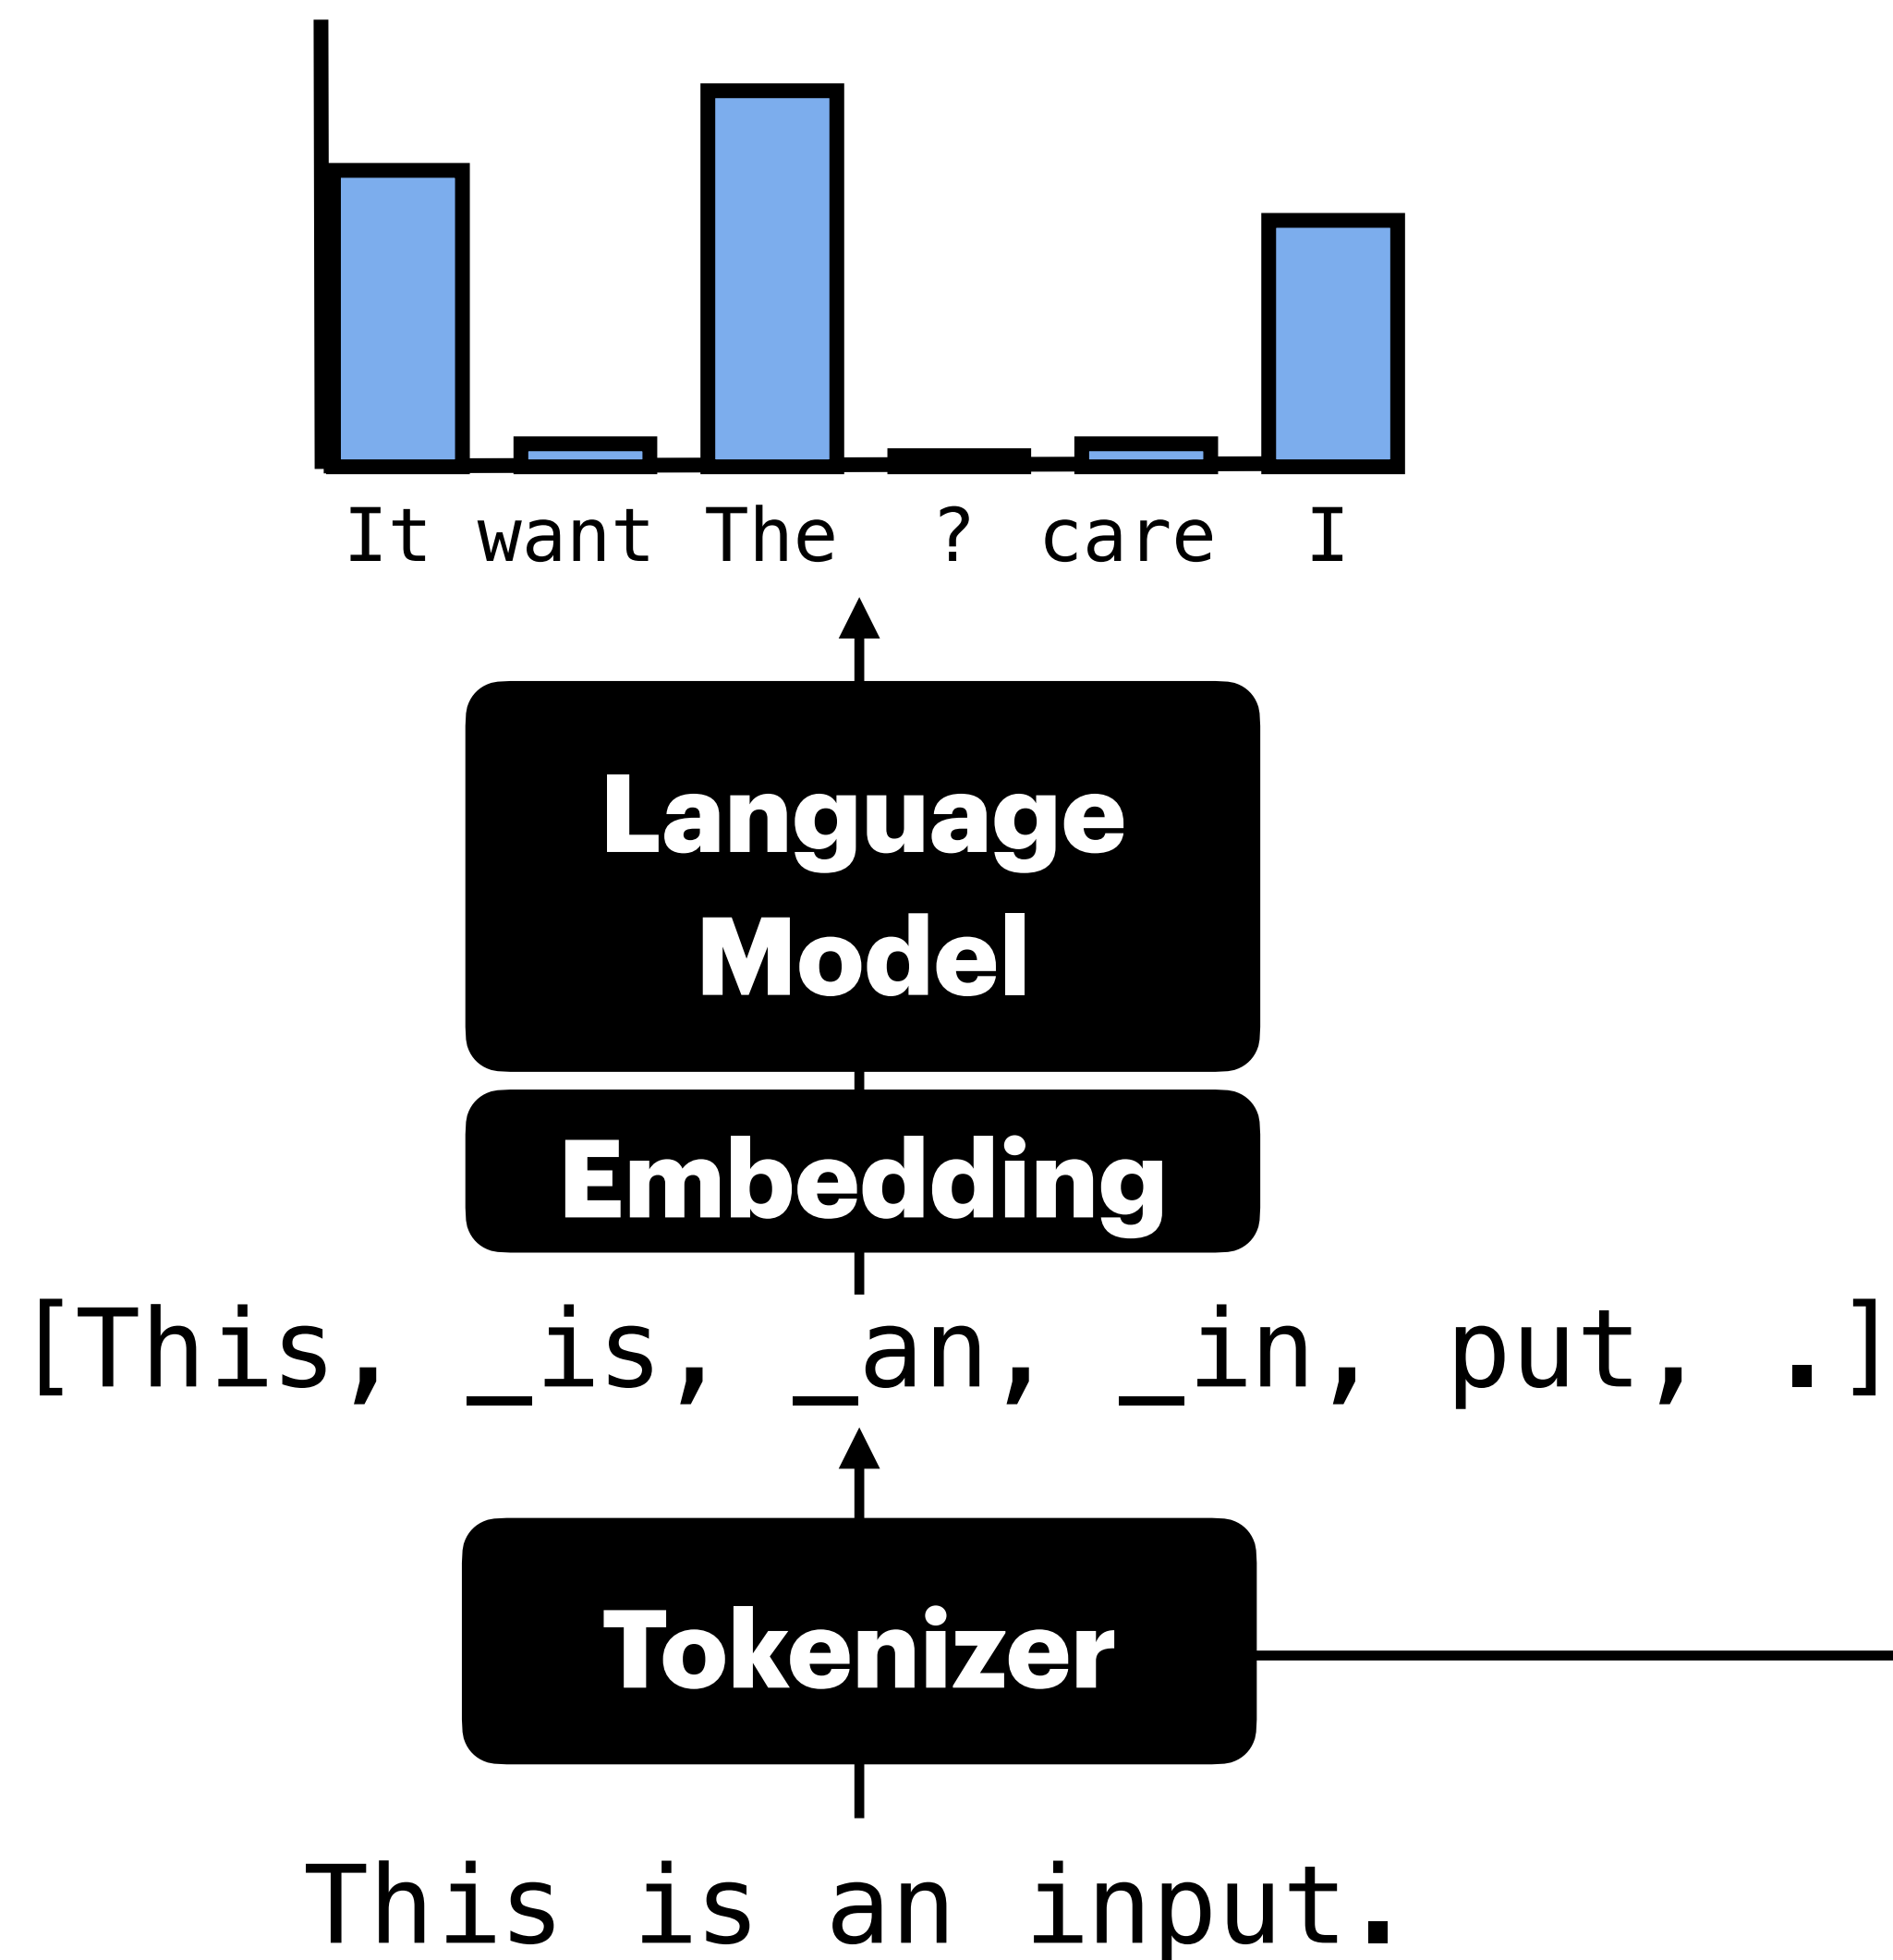 It want The ? care I
Language
Model
Embedding
[This, _is, _an, _in, put, .]
Tokenizer
This is an input.